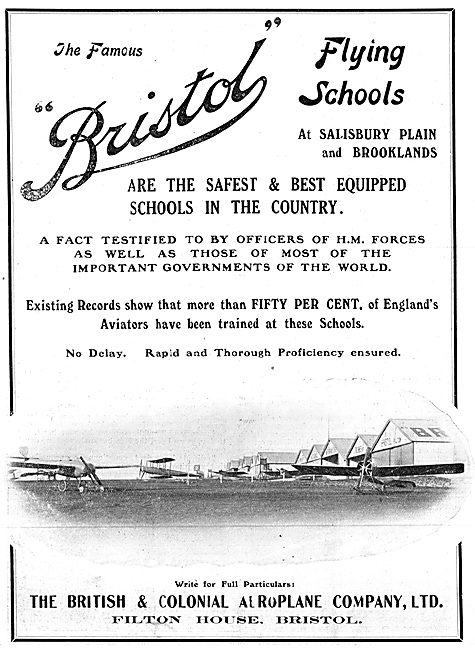 The Famous
"Bristol"
Flying
Schools
At SALISBURY PLAIN
and BROOKLANDS
ARE THE SAFEST & BEST EQUIPPED
SCHOOLS IN THE COUNTRY.
A FACT TESTIFIED TO BY OFFICERS OF H.M. FORCES
AS WELL AS THOSE OF MOST OF THE
IMPORTANT GOVERNMENTS OF THE WORLD.
Existing Records show that more than FIFTY PER CENT. of England's
Aviators have been trained at these Schools.
No Delay. Rapid and Thorough Proficiency ensured.
BR
Write for Full Particulars:
THE BRITISH & COLONIAL AEROPLANE COMPANY, LTD.
FILTON HOUSE, BRISTOL.